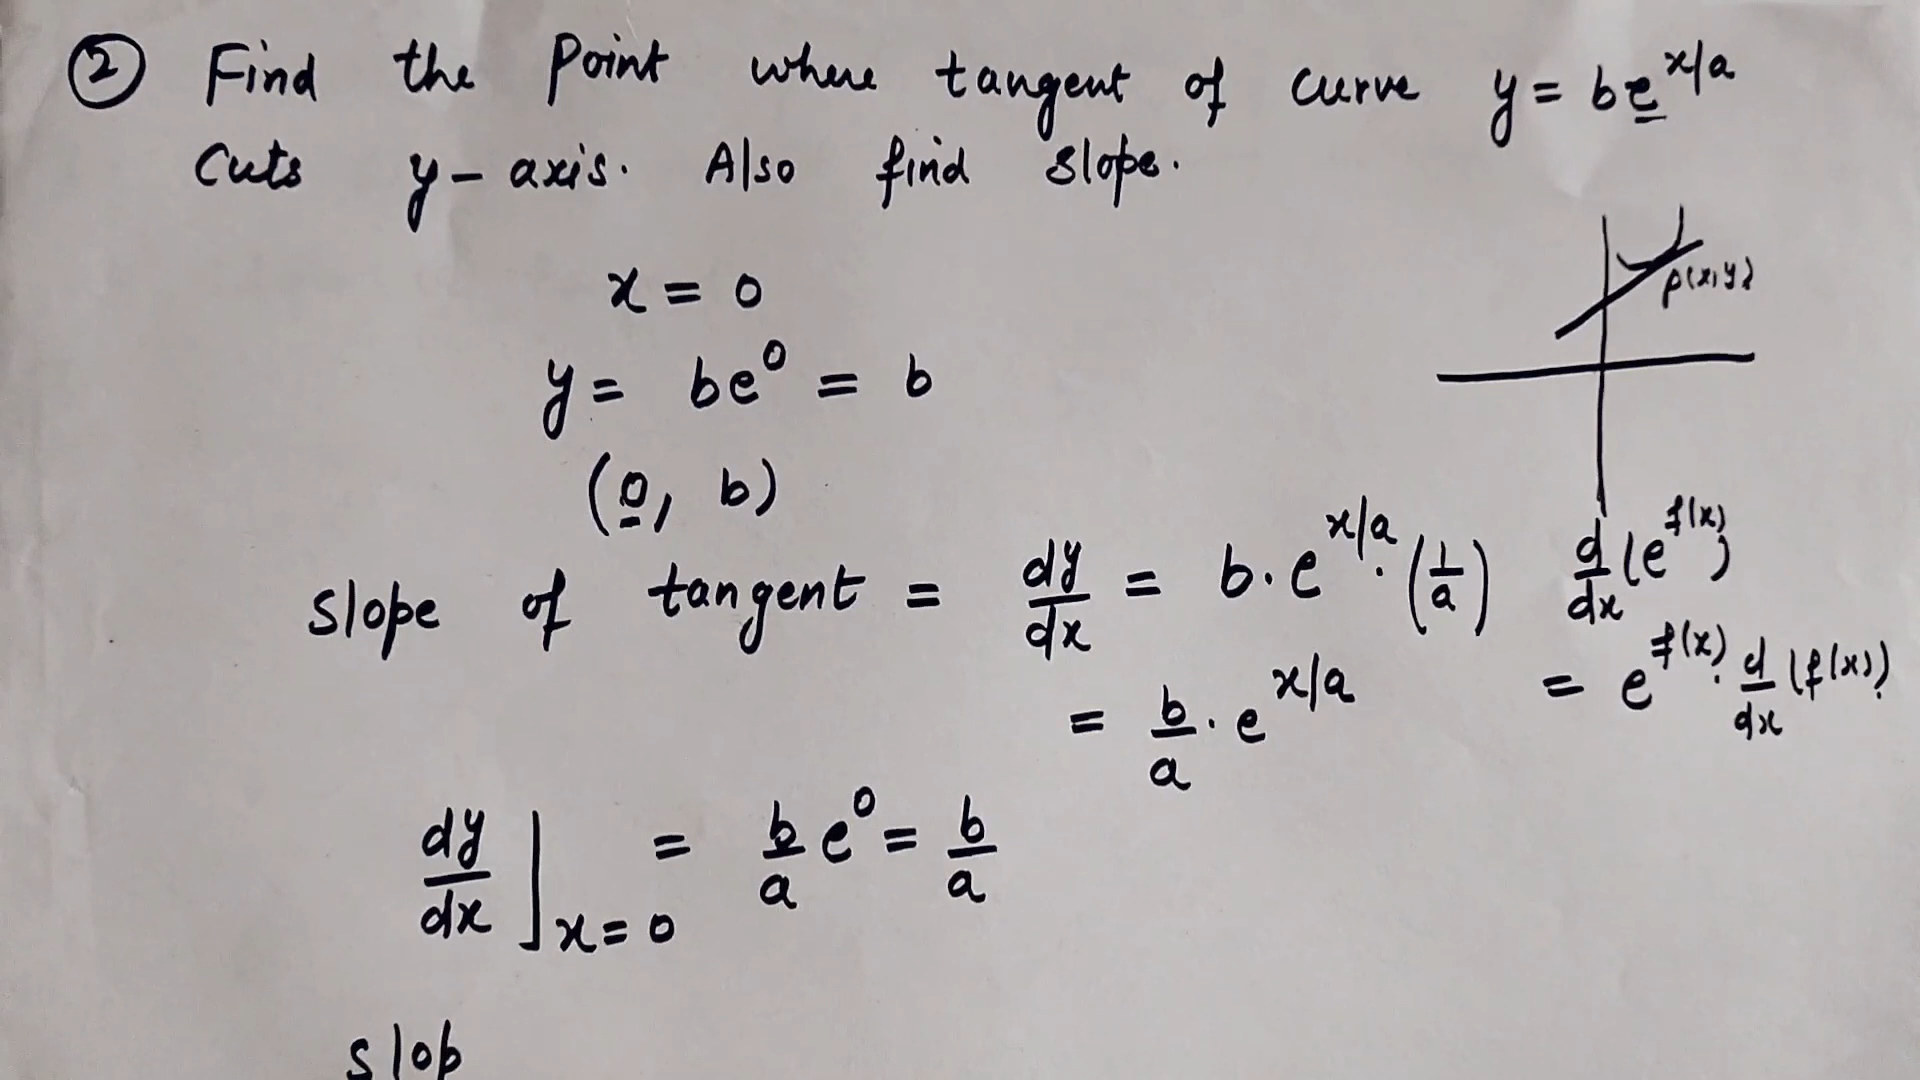 ② Find the Point where tangent of curve y = be^x/a
Cuts y-axis. Also find slope.
x = 0
p(x,y)
y = be^0 = b
(0, b)
slope of tangent = dy/dx = b.e^x/a.(1/a)
d/dx (e^f(x))
= b/a . e^x/a
= e^f(x). d/dx (f(x))
dy/dx ]x=0 = b/a e^0 = b/a
slop